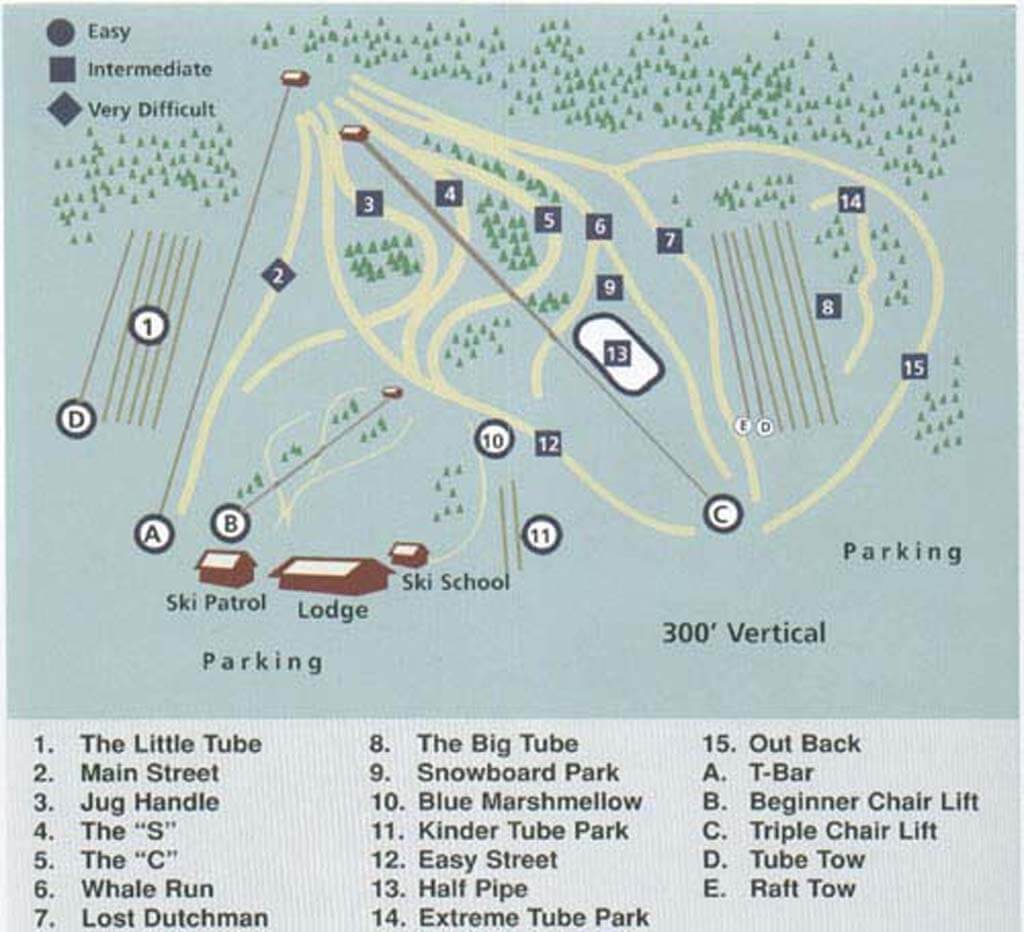 Easy
Intermediate
Very Difficult
3
4
5
6
7
14
2
9
8
1
13
15
D
E D
10
12
A
B
C
11
Parking
Ski Patrol
Lodge
Ski School
300' Vertical
Parking
1. The Little Tube
2. Main Street
3. Jug Handle
4. The “S”
5. The “C”
6. Whale Run
7. Lost Dutchman
8. The Big Tube
9. Snowboard Park
10. Blue Marshmellow
11. Kinder Tube Park
12. Easy Street
13. Half Pipe
14. Extreme Tube Park
15. Out Back
A. T-Bar
B. Beginner Chair Lift
C. Triple Chair Lift
D. Tube Tow
E. Raft Tow